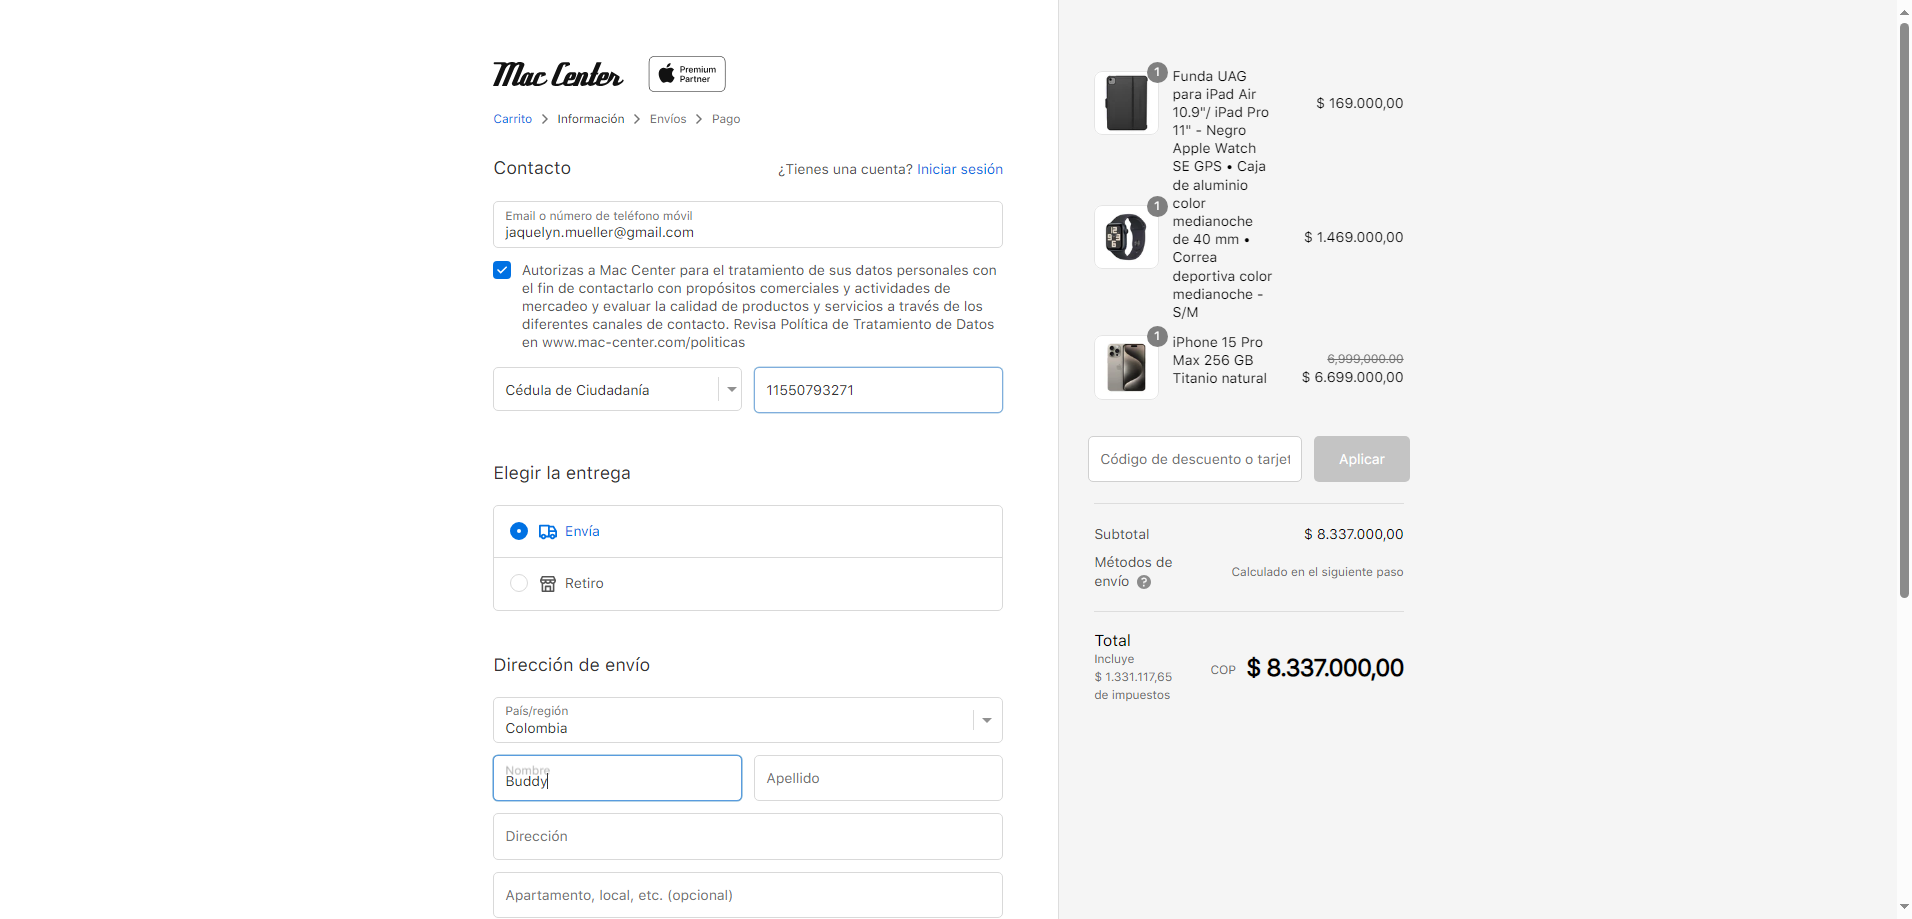 Mac Center
Premium
Partner
Carrito
Información
Envíos
Pago
Contacto
¿Tienes una cuenta? Iniciar sesión
Email o número de teléfono móvil
jaquelyn.mueller@gmail.com
Autorizas a Mac Center para el tratamiento de sus datos personales con
el fin de contactarlo con propósitos comerciales y actividades de
mercadeo y evaluar la calidad de productos y servicios a través de los
diferentes canales de contacto. Revisa Política de Tratamiento de Datos
en www.mac-center.com/politicas
Cédula de Ciudadanía
11550793271
Elegir la entrega
Envía
Retiro
Dirección de envío
País/región
Colombia
Nombre
Buddy
Apellido
Dirección
Apartamento, local, etc. (opcional)
1
Funda UAG
para iPad Air
10.9"/ iPad Pro
11" - Negro
$ 169.000,00
1
Apple Watch
SE GPS • Caja
de aluminio
color
medianoche
de 40 mm •
Correa
deportiva color
medianoche -
S/M
$ 1.469.000,00
1
iPhone 15 Pro
Max 256 GB
Titanio natural
6,999,000.00
$ 6.699.000,00
Código de descuento o tarjet
Aplicar
Subtotal
$ 8.337.000,00
Métodos de
envío
?
Calculado en el siguiente paso
Total
Incluye
$ 1.331.117,65
de impuestos
COP $ 8.337.000,00